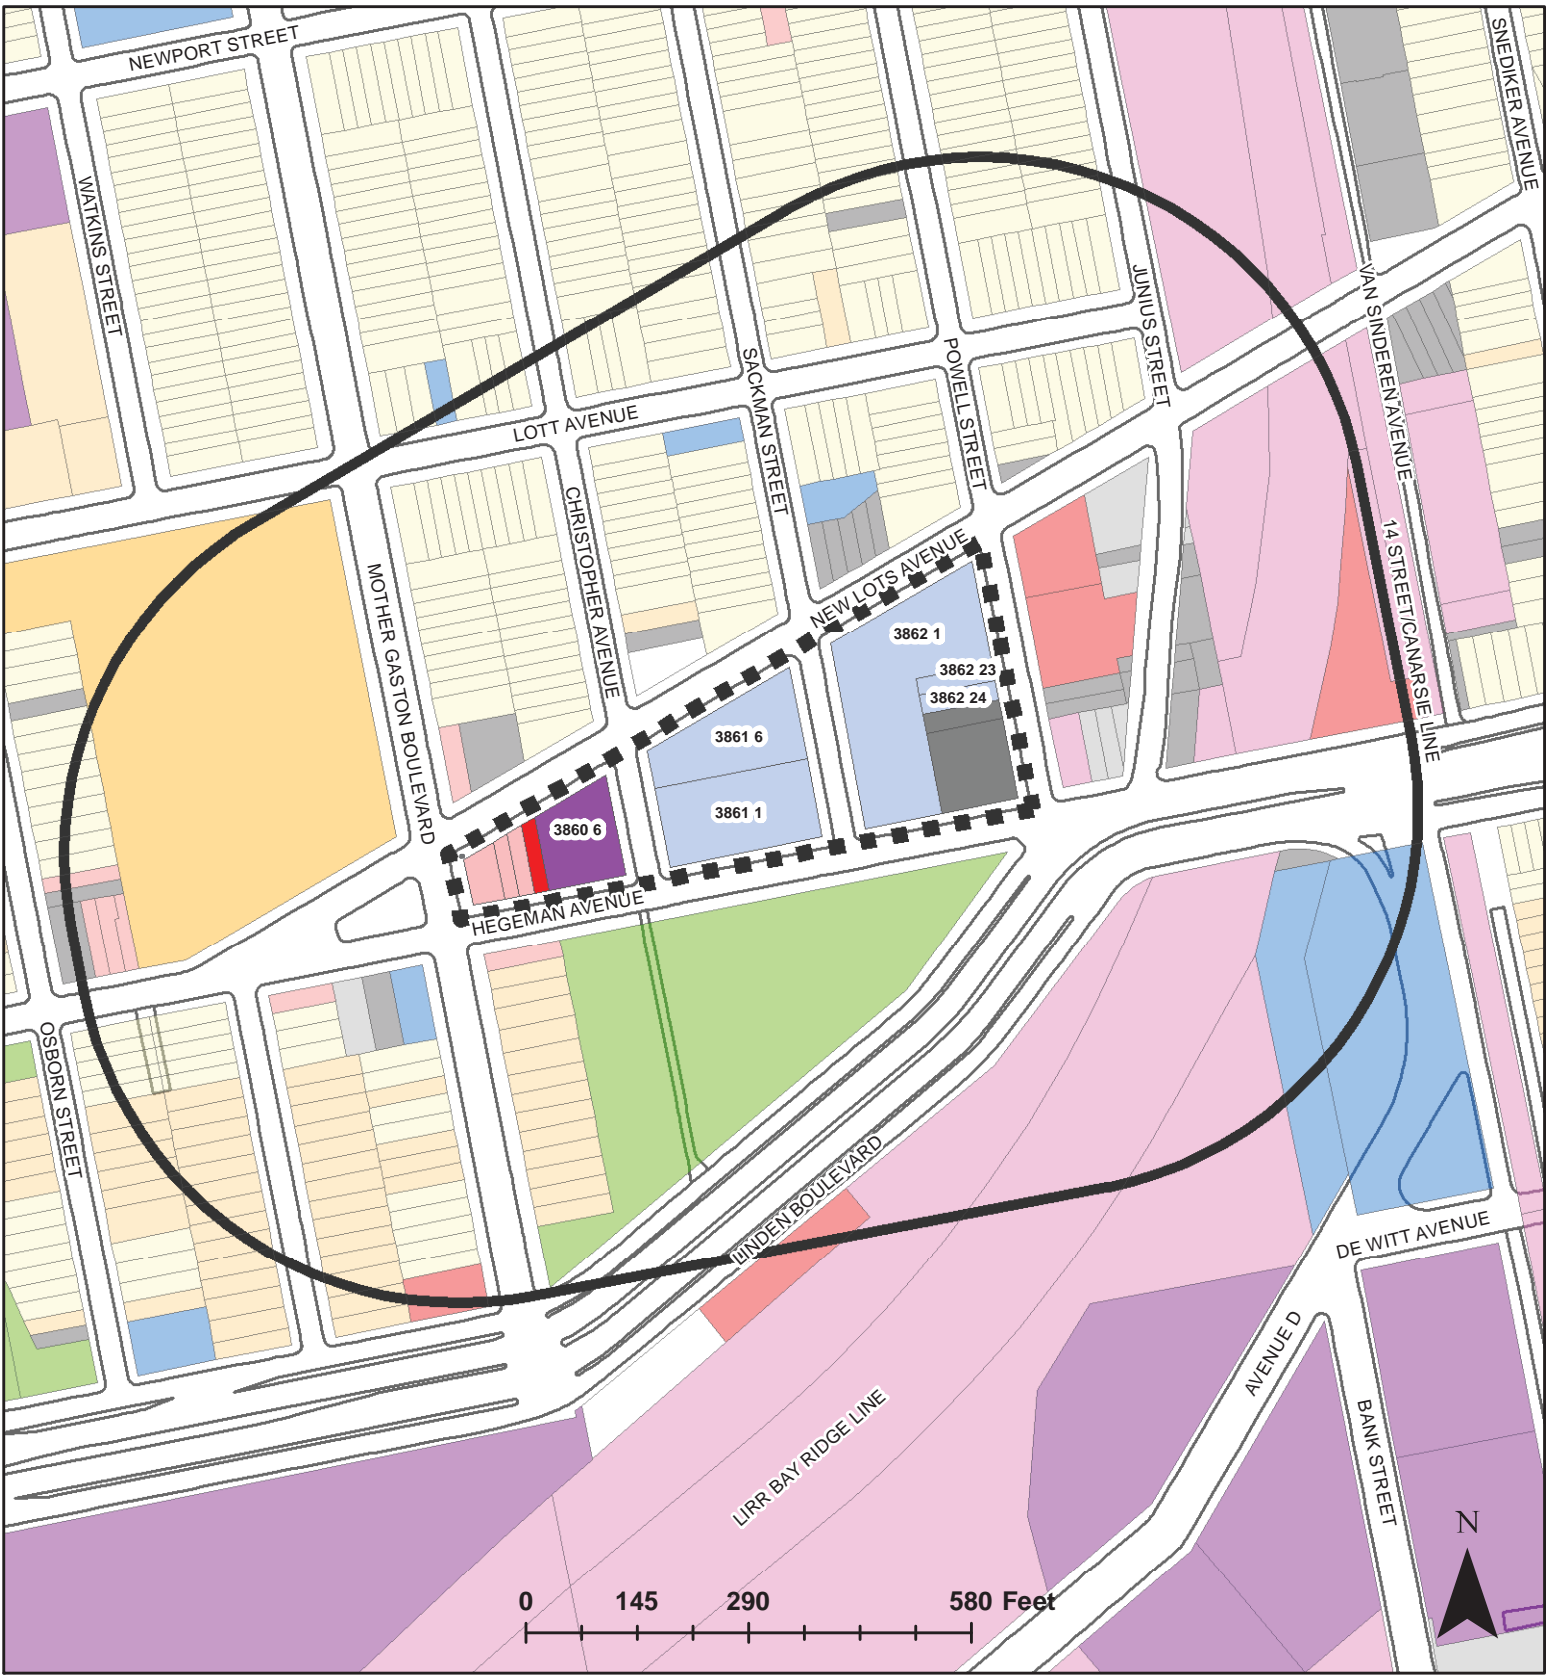 NEWPORT STREET
SNEDIKER AVENUE
WATKINS STREET
JUNIUS STREET
VAN SINDEREN AVENUE
SACKMAN STREET
POWELL STREET
LOTT AVENUE
CHRISTOPHER AVENUE
14 STREET/CANARSIE LINE
MOTHER GASTON BOULEVARD
NEW LOTS AVENUE
3862 1
3862 23
3862 24
3861 6
3861 1
3860 6
HEGEMAN AVENUE
OSBORN STREET
LINDEN BOULEVARD
DE WITT AVENUE
AVENUE D
BANK STREET
LIRR BAY RIDGE LINE
N
0 145 290 580 Feet